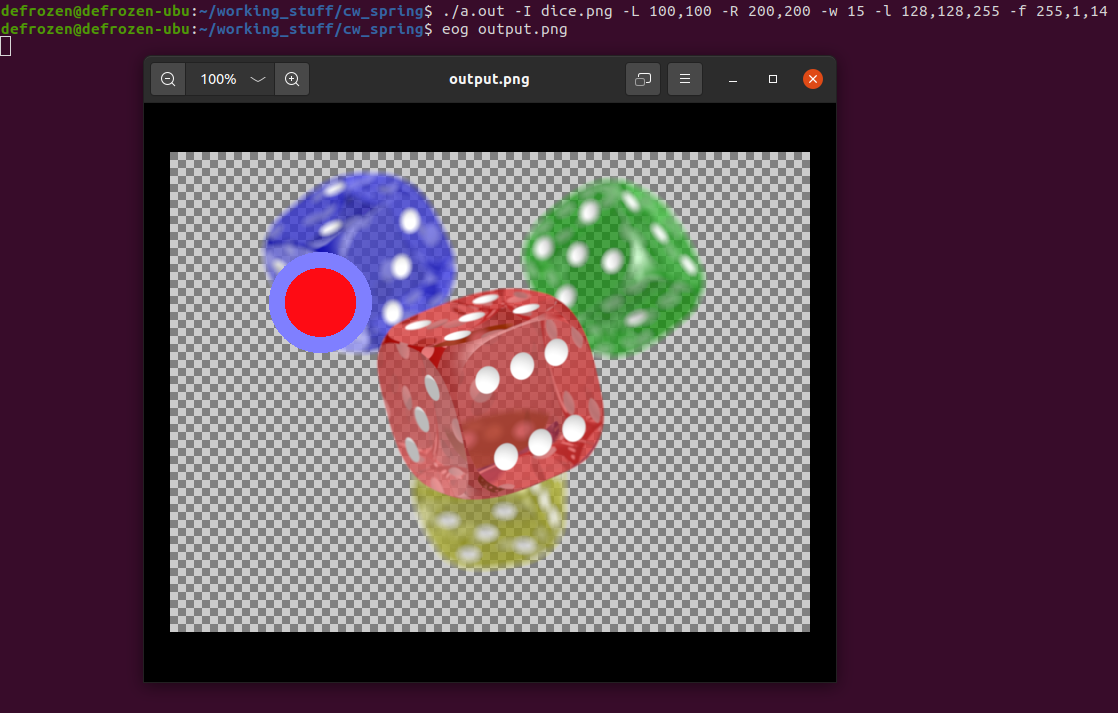 defrozen@defrozen-ubu:~/working_stuff/cw_spring$ ./a.out -I dice.png -L 100,100 -R 200,200 -w 15 -l 128,128,255 -f 255,1,14
defrozen@defrozen-ubu:~/working_stuff/cw_spring$ eog output.png
100% output.png